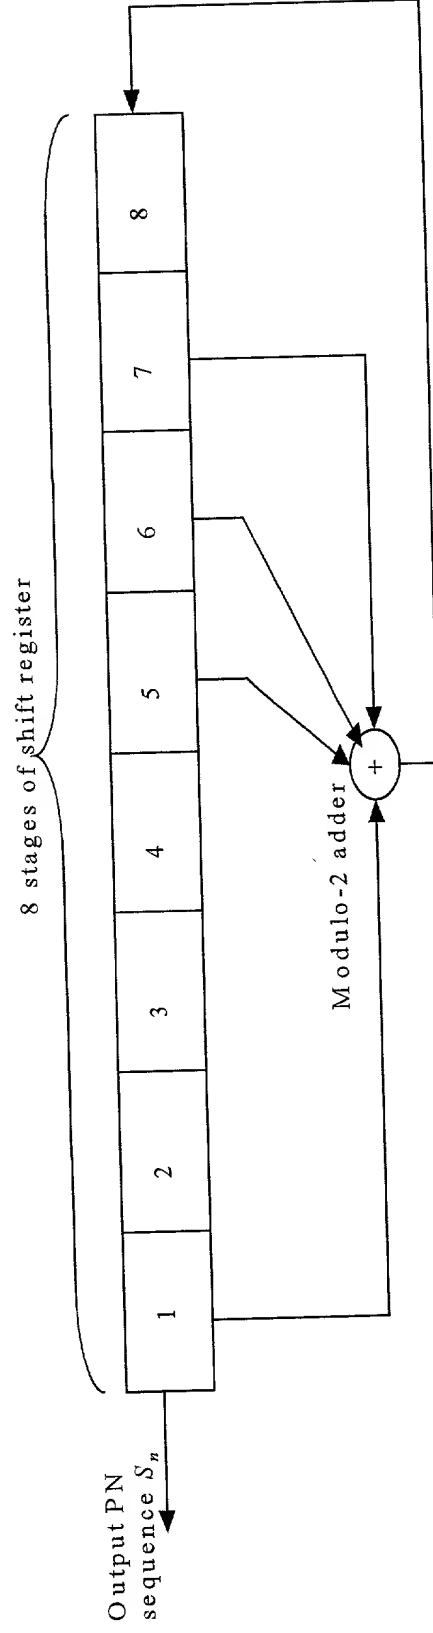 8 stages of shift register
1 2 3 4 5 6 7 8
Output PN
sequence Sn
Modulo-2 adder
+